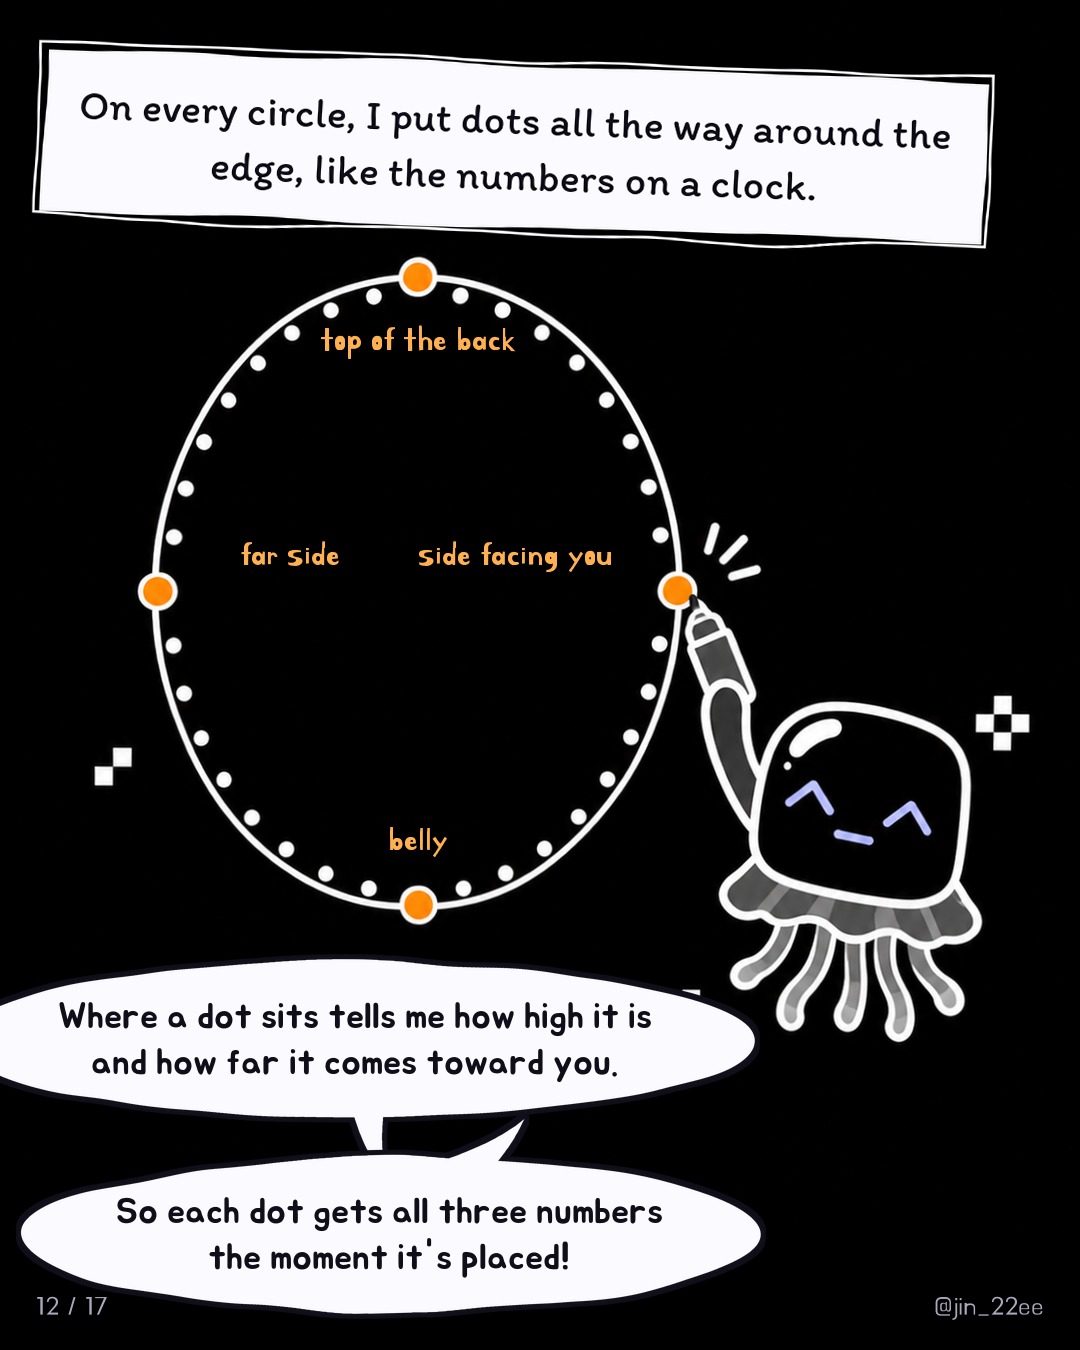 On every circle, I put dots all the way around the
edge, like the numbers on a clock.
top of the back
far side
side facing you
belly
Where a dot sits tells me how high it is
and how far it comes toward you.
So each dot gets all three numbers
the moment it's placed!
12 / 17
@jin_22ee